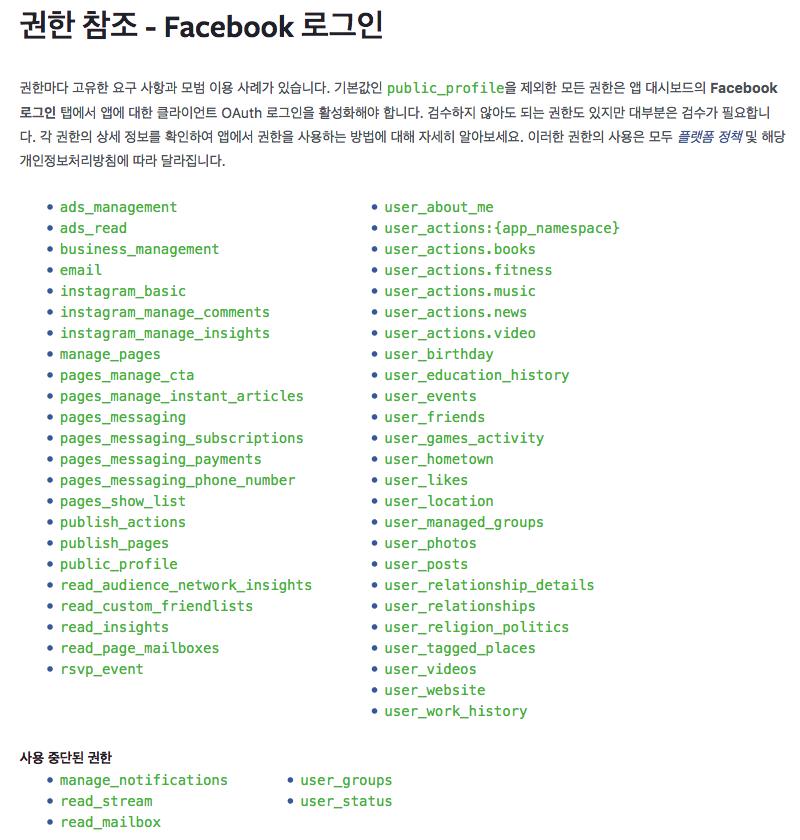 권한 참조 - Facebook 로그인
권한마다 고유한 요구 사항과 모범 이용 사례가 있습니다. 기본값인 public_profile을 제외한 모든 권한은 앱 대시보드의 Facebook
로그인 탭에서 앱에 대한 클라이언트 OAuth 로그인을 활성화해야 합니다. 검수하지 않아도 되는 권한도 있지만 대부분은 검수가 필요합니
다. 각 권한의 상세 정보를 확인하여 앱에서 권한을 사용하는 방법에 대해 자세히 알아보세요. 이러한 권한의 사용은 모두 플랫폼 정책 및 해당
개인정보처리방침에 따라 달라집니다.
ads_management
ads_read
business_management
email
instagram_basic
instagram_manage_comments
instagram_manage_insights
manage_pages
pages_manage_cta
pages_manage_instant_articles
pages_messaging
pages_messaging_subscriptions
pages_messaging_payments
pages_messaging_phone_number
pages_show_list
publish_actions
publish_pages
public_profile
read_audience_network_insights
read_custom_friendlists
read_insights
read_page_mailboxes
rsvp_event
user_about_me
user_actions:{app_namespace}
user_actions.books
user_actions.fitness
user_actions.music
user_actions.news
user_actions.video
user_birthday
user_education_history
user_events
user_friends
user_games_activity
user_hometown
user_likes
user_location
user_managed_groups
user_photos
user_posts
user_relationship_details
user_relationships
user_religion_politics
user_tagged_places
user_videos
user_website
user_work_history
사용 중단된 권한
manage_notifications
read_stream
read_mailbox
user_groups
user_status